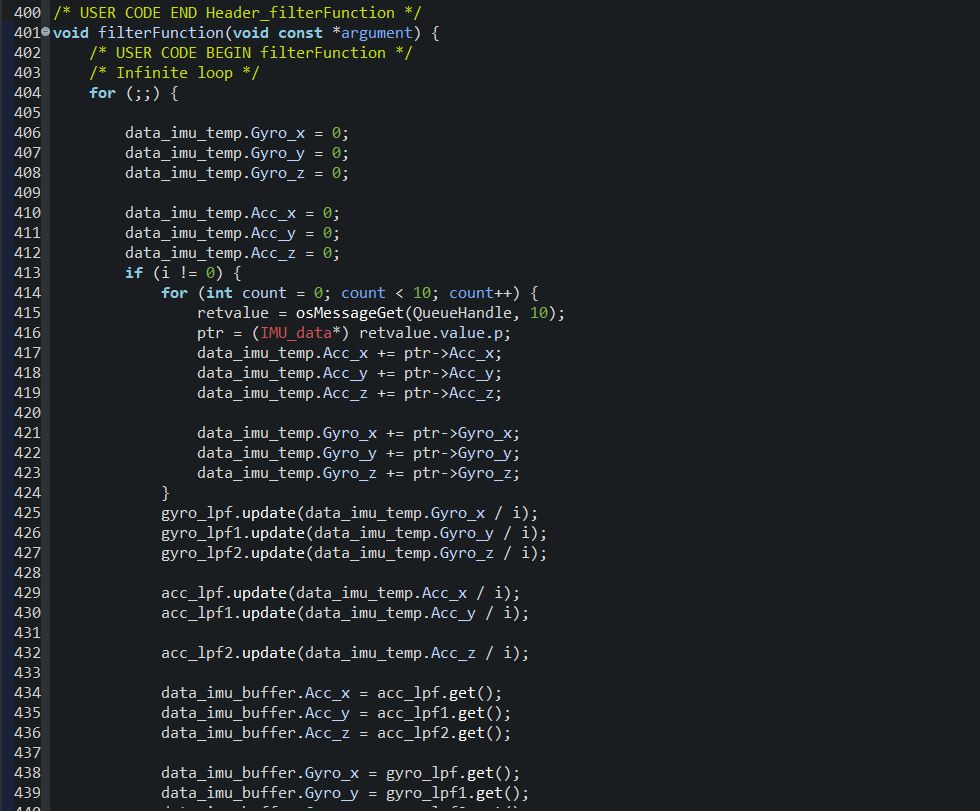 400 /* USER CODE END Header_filterFunction */
401 void filterFunction(void const *argument) {
402     /* USER CODE BEGIN filterFunction */
403     /* Infinite loop */
404     for (;;) {
405
406         data_imu_temp.Gyro_x = 0;
407         data_imu_temp.Gyro_y = 0;
408         data_imu_temp.Gyro_z = 0;
409
410         data_imu_temp.Acc_x = 0;
411         data_imu_temp.Acc_y = 0;
412         data_imu_temp.Acc_z = 0;
413         if (i != 0) {
414             for (int count = 0; count < 10; count++) {
415                 retvalue = osMessageGet(QueueHandle, 10);
416                 ptr = (IMU_data*) retvalue.value.p;
417                 data_imu_temp.Acc_x += ptr->Acc_x;
418                 data_imu_temp.Acc_y += ptr->Acc_y;
419                 data_imu_temp.Acc_z += ptr->Acc_z;
420
421                 data_imu_temp.Gyro_x += ptr->Gyro_x;
422                 data_imu_temp.Gyro_y += ptr->Gyro_y;
423                 data_imu_temp.Gyro_z += ptr->Gyro_z;
424             }
425             gyro_lpf.update(data_imu_temp.Gyro_x / i);
426             gyro_lpf1.update(data_imu_temp.Gyro_y / i);
427             gyro_lpf2.update(data_imu_temp.Gyro_z / i);
428
429             acc_lpf.update(data_imu_temp.Acc_x / i);
430             acc_lpf1.update(data_imu_temp.Acc_y / i);
431
432             acc_lpf2.update(data_imu_temp.Acc_z / i);
433
434             data_imu_buffer.Acc_x = acc_lpf.get();
435             data_imu_buffer.Acc_y = acc_lpf1.get();
436             data_imu_buffer.Acc_z = acc_lpf2.get();
437
438             data_imu_buffer.Gyro_x = gyro_lpf.get();
439             data_imu_buffer.Gyro_y = gyro_lpf1.get();